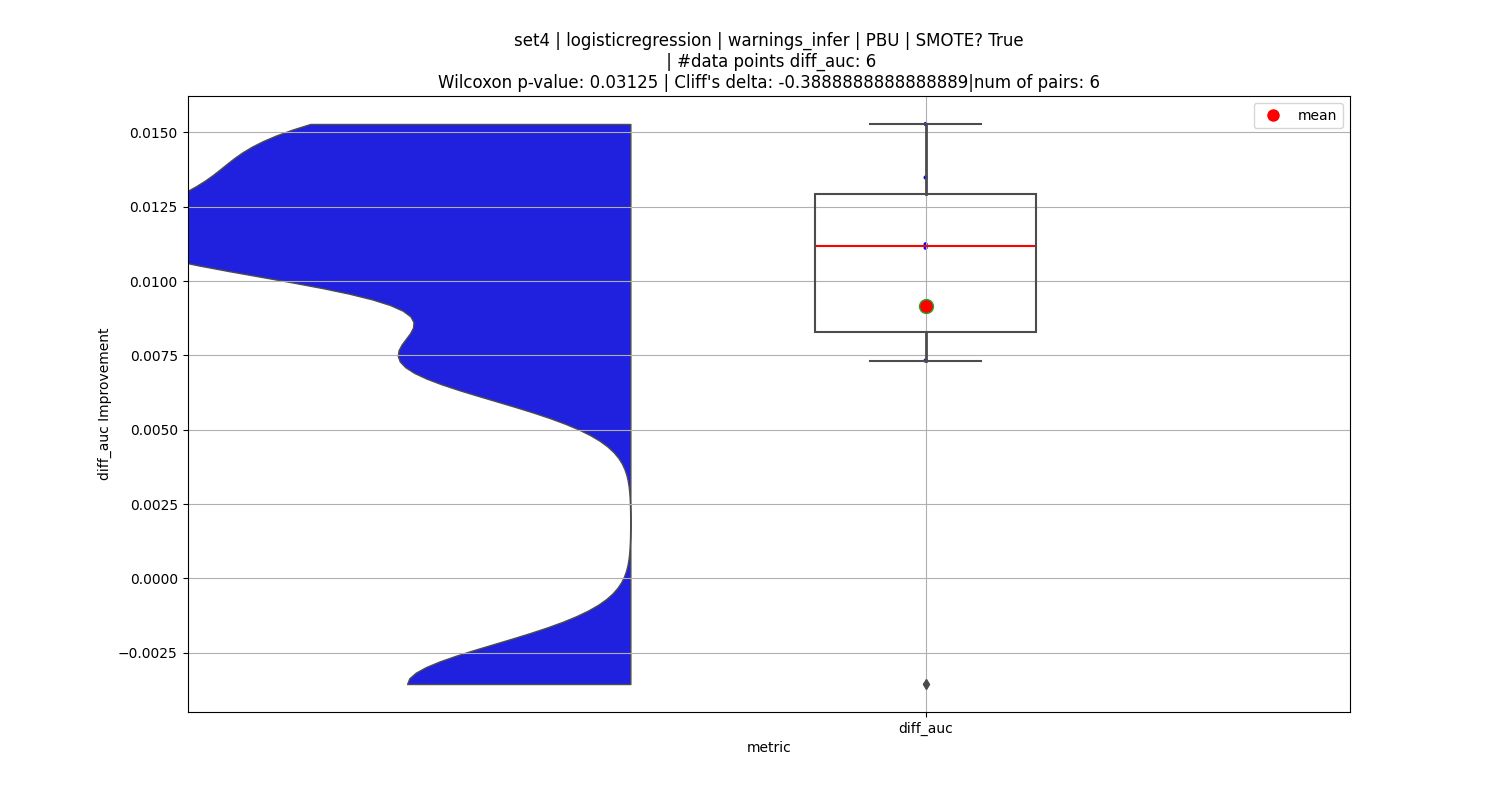 set4 | logisticregression | warnings_infer | PBU | SMOTE? True
| #data points diff_auc: 6
Wilcoxon p-value: 0.03125 | Cliff's delta: -0.3888888888888889|num of pairs: 6
mean
0.0150
0.0125
0.0100
0.0075
0.0050
0.0025
0.0000
−0.0025
diff_auc Improvement
diff_auc
metric